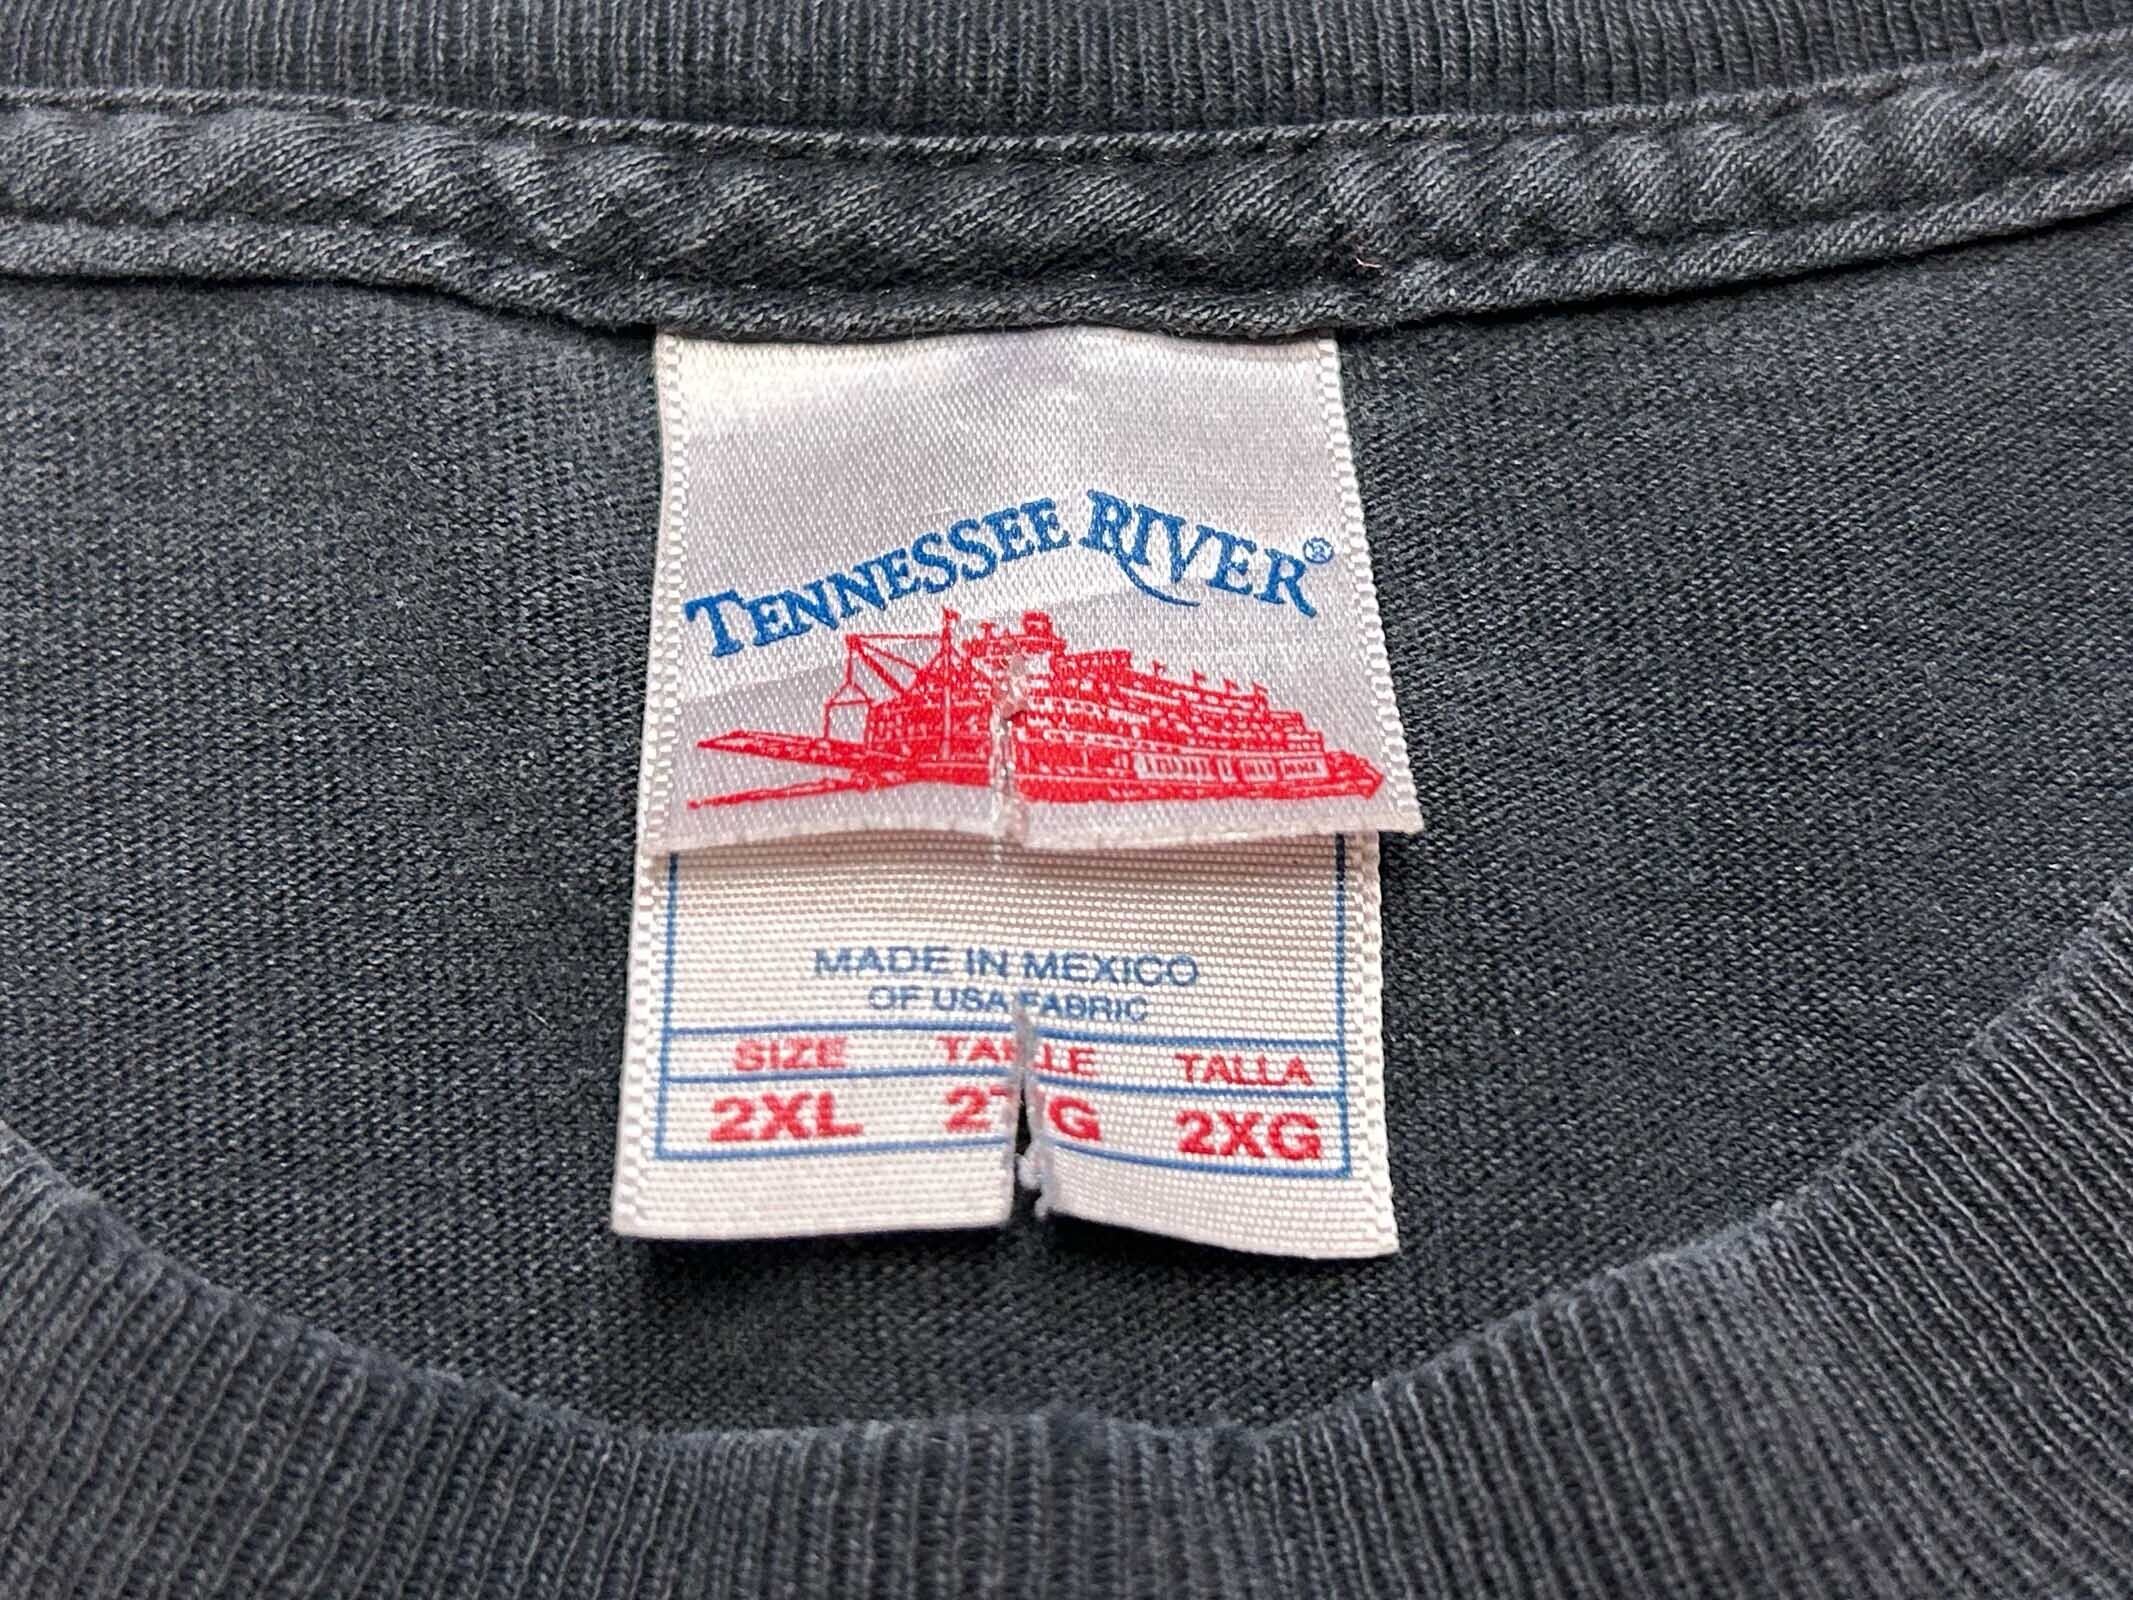 TENNESSEE RIVER®
MADE IN MEXICO
OF USA FABRIC
SIZE TALLA
2XL 2XG